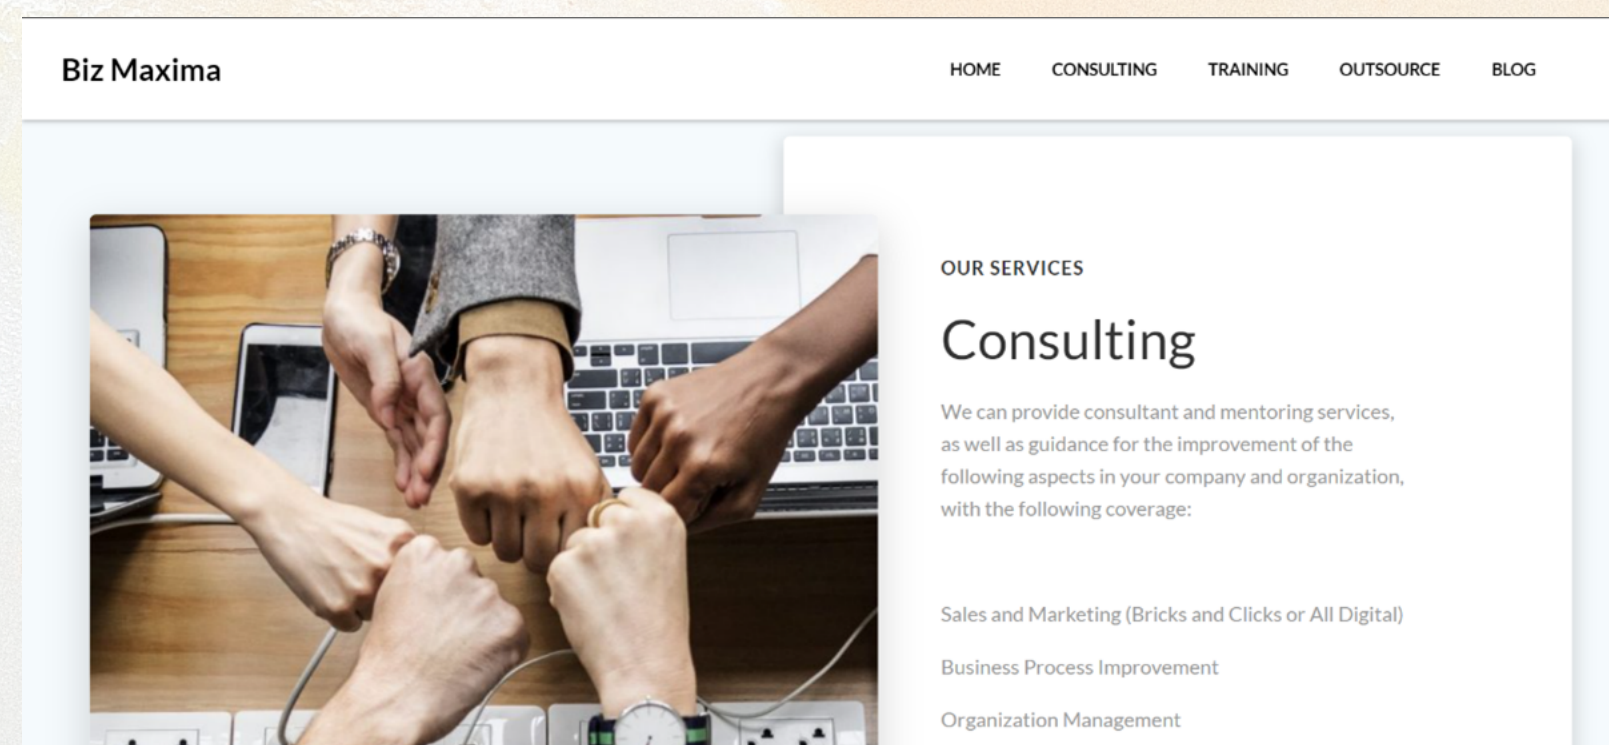 Biz Maxima
HOME CONSULTING TRAINING OUTSOURCE BLOG
OUR SERVICES
Consulting
We can provide consultant and mentoring services,
as well as guidance for the improvement of the
following aspects in your company and organization,
with the following coverage:
Sales and Marketing (Bricks and Clicks or All Digital)
Business Process Improvement
Organization Management